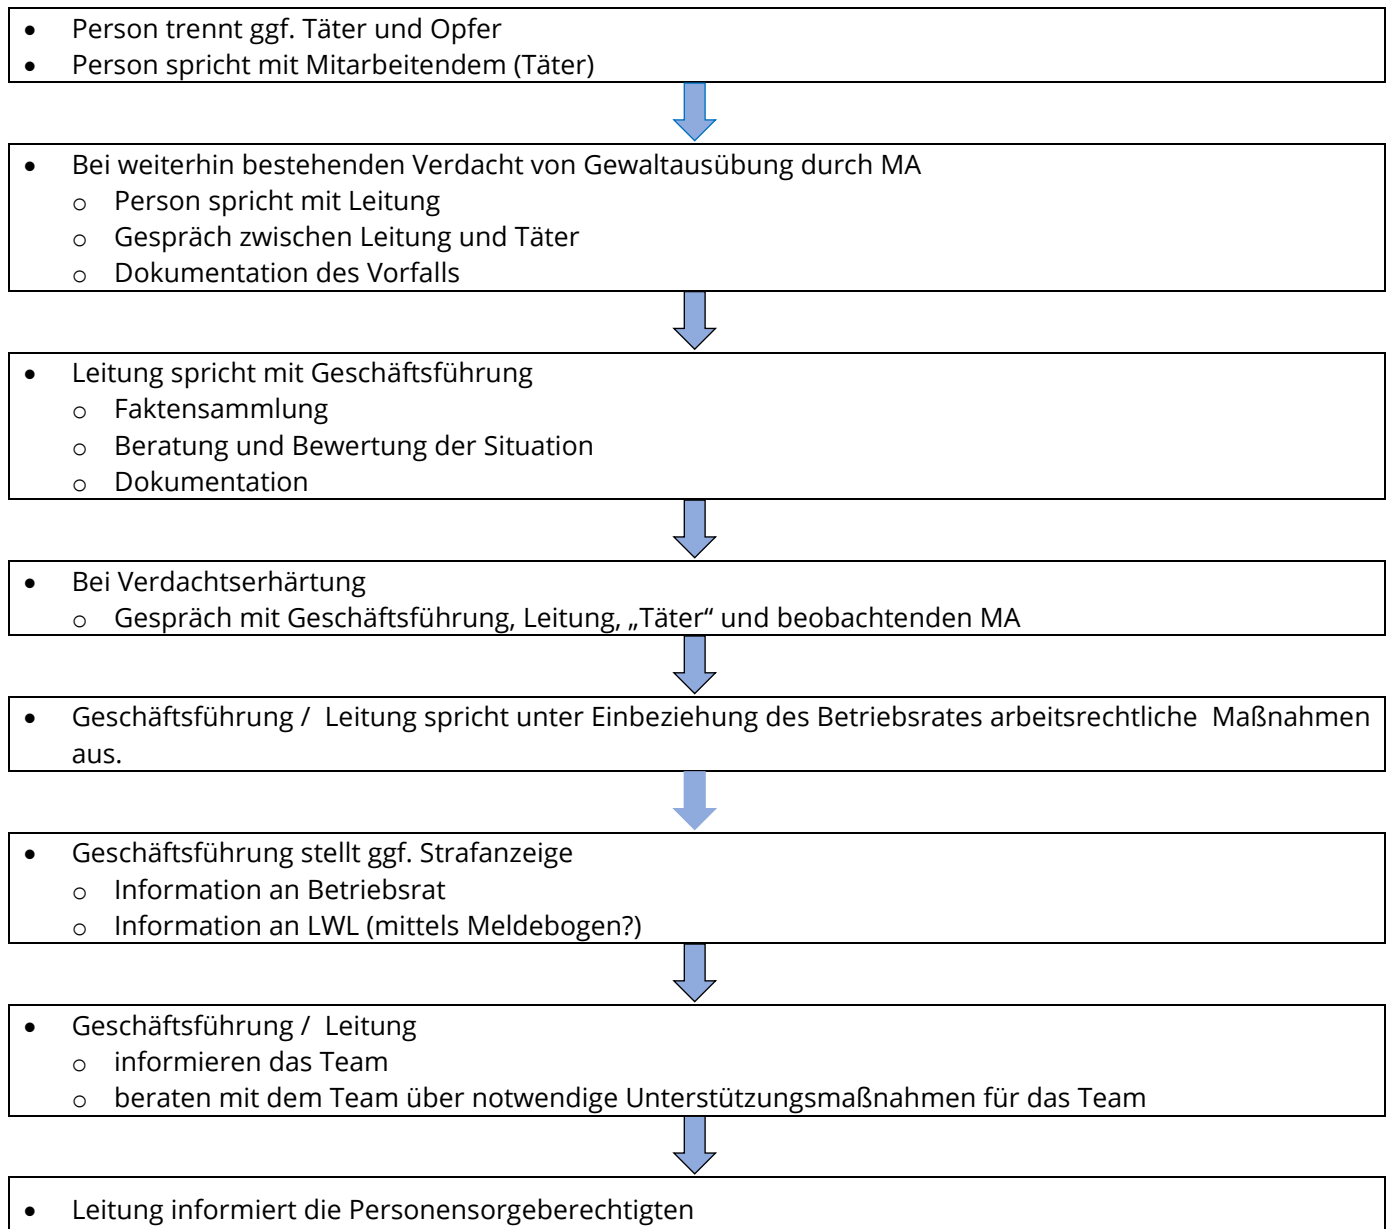 • Person trennt ggf. Täter und Opfer
• Person spricht mit Mitarbeitendem (Täter)
• Bei weiterhin bestehenden Verdacht von Gewaltausübung durch MA
o Person spricht mit Leitung
o Gespräch zwischen Leitung und Täter
o Dokumentation des Vorfalls
• Leitung spricht mit Geschäftsführung
o Faktensammlung
o Beratung und Bewertung der Situation
o Dokumentation
• Bei Verdachtserhärtung
o Gespräch mit Geschäftsführung, Leitung, „Täter“ und beobachtenden MA
• Geschäftsführung / Leitung spricht unter Einbeziehung des Betriebsrates arbeitsrechtliche Maßnahmen
aus.
• Geschäftsführung stellt ggf. Strafanzeige
o Information an Betriebsrat
o Information an LWL (mittels Meldebogen?)
• Geschäftsführung / Leitung
o informieren das Team
o beraten mit dem Team über notwendige Unterstützungsmaßnahmen für das Team
• Leitung informiert die Personensorgeberechtigten